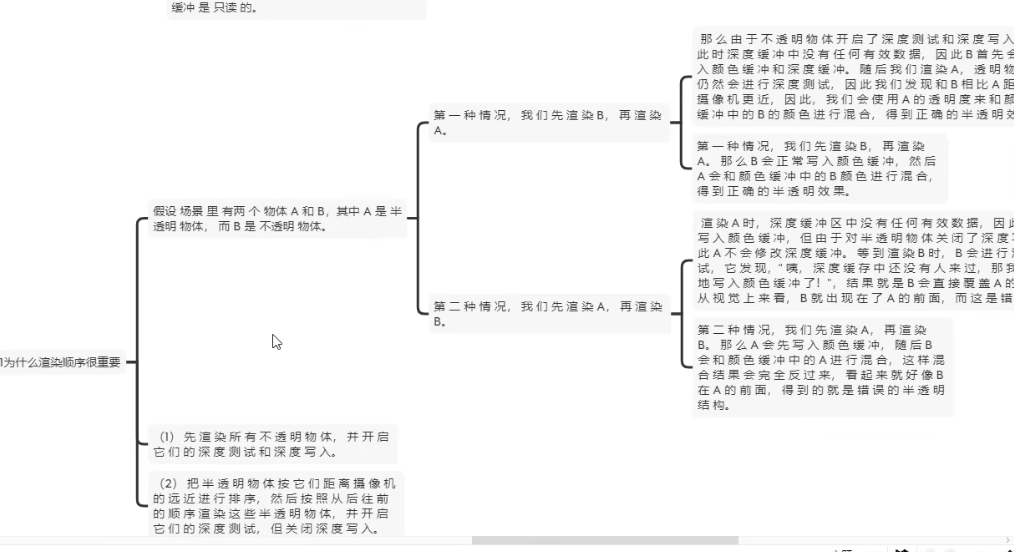 缓冲是只读的。
那么由于不透明物体开启了深度测试和深度写入
此时深度缓冲中没有任何有效数据，因此B首先会
入颜色缓冲和深度缓冲。随后我们渲染A，透明物
仍然会进行深度测试，因此我们发现和B相比A距
摄像机更近，因此，我们会使用A的透明度来和颜
缓冲中的B的颜色进行混合，得到正确的半透明效
第一种情况，我们先渲染B，再渲染
A。
第一种情况，我们先渲染B，再渲染
A。那么B会正常写入颜色缓冲，然后
A会和颜色缓冲中的B颜色进行混合，
得到正确的半透明效果。
假设场景里有两个物体A和B，其中A是半
透明物体，而B是不透明物体。
渲染A时，深度缓冲区中没有任何有效数据，因此
写入颜色缓冲，但由于对半透明物体关闭了深度写
此A不会修改深度缓冲。等到渲染B时，B会进行深
试，它发现，“咦，深度缓存中还没有人来过，那我
地写入颜色缓冲了！”，结果就是B会直接覆盖A的
从视觉上来看，B就出现在了A的前面，而这是错
第二种情况，我们先渲染A，再渲染
B。
第二种情况，我们先渲染A，再渲染
B。那么A会先写入颜色缓冲，随后B
会和颜色缓冲中的A进行混合，这样混
合结果会完全反过来，看起来就好像B
在A的前面，得到的就是错误的半透明
结构。
1为什么渲染顺序很重要
（1）先渲染所有不透明物体，并开启
它们的深度测试和深度写入。
（2）把半透明物体按它们距离摄像机
的远近进行排序，然后按照从后往前
的顺序渲染这些半透明物体，并开启
它们的深度测试，但关闭深度写入。